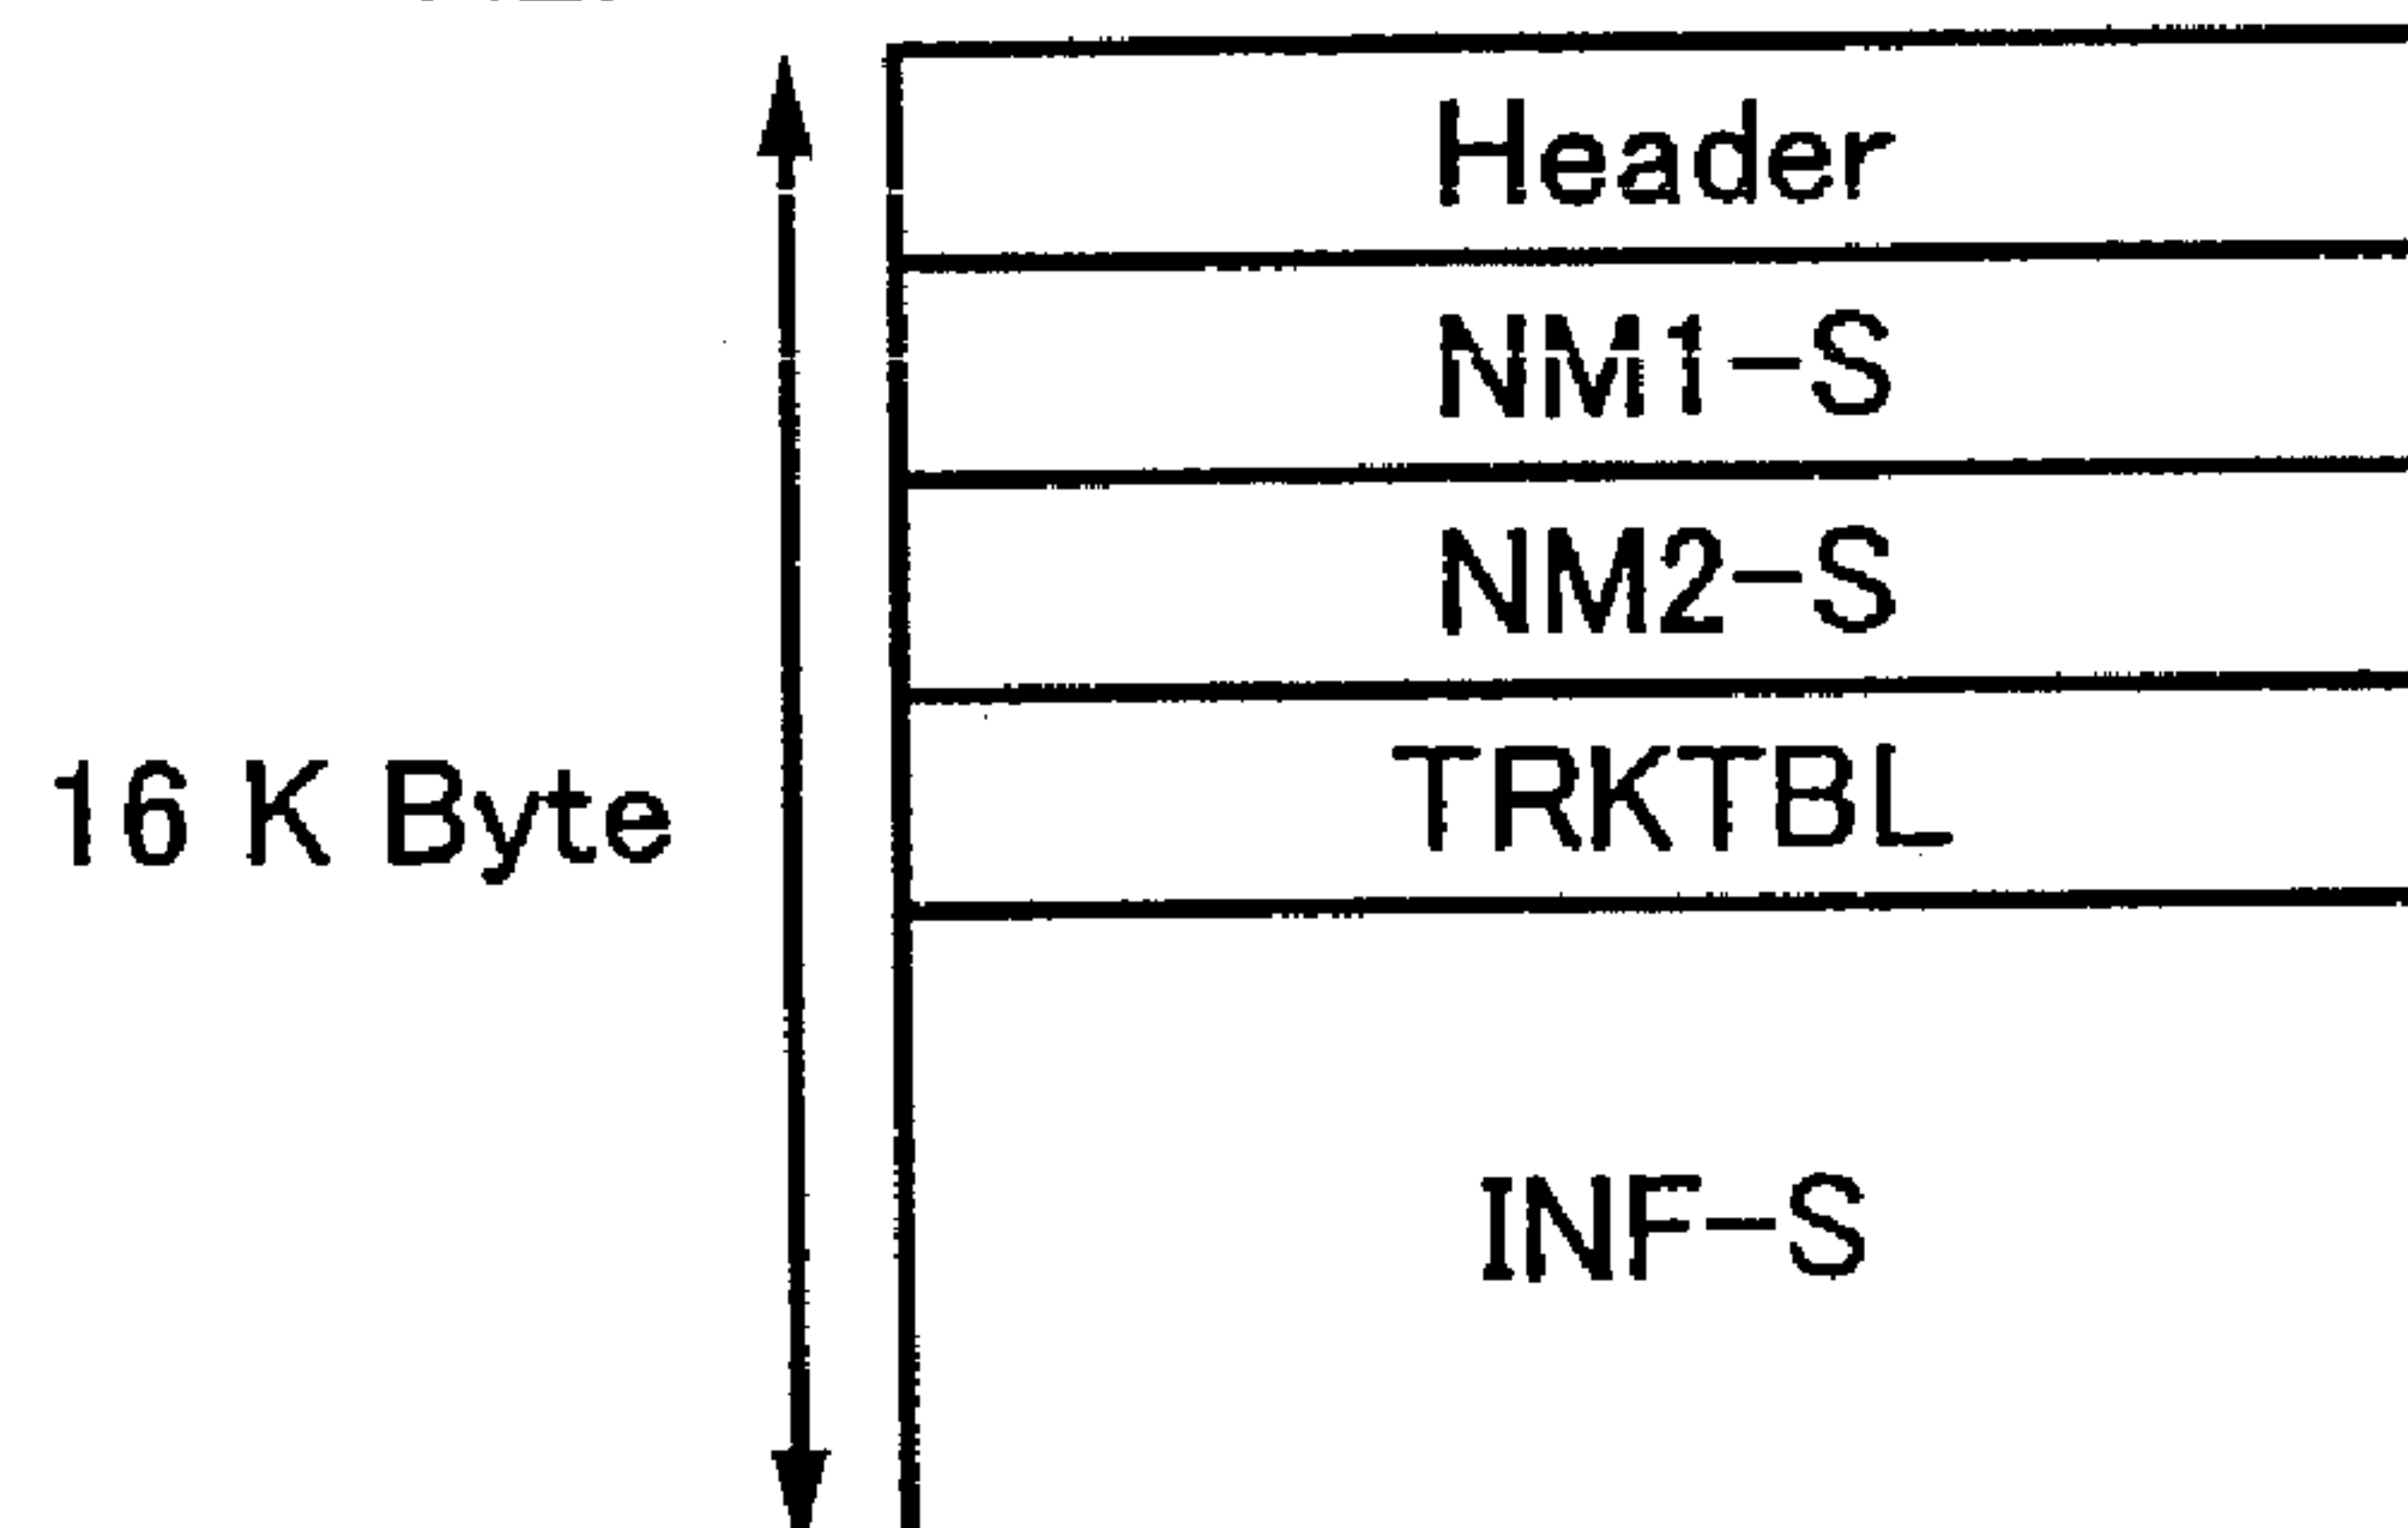 Header
NM1-S
NM2-S
TRKTBL
16 K Byte
INF-S